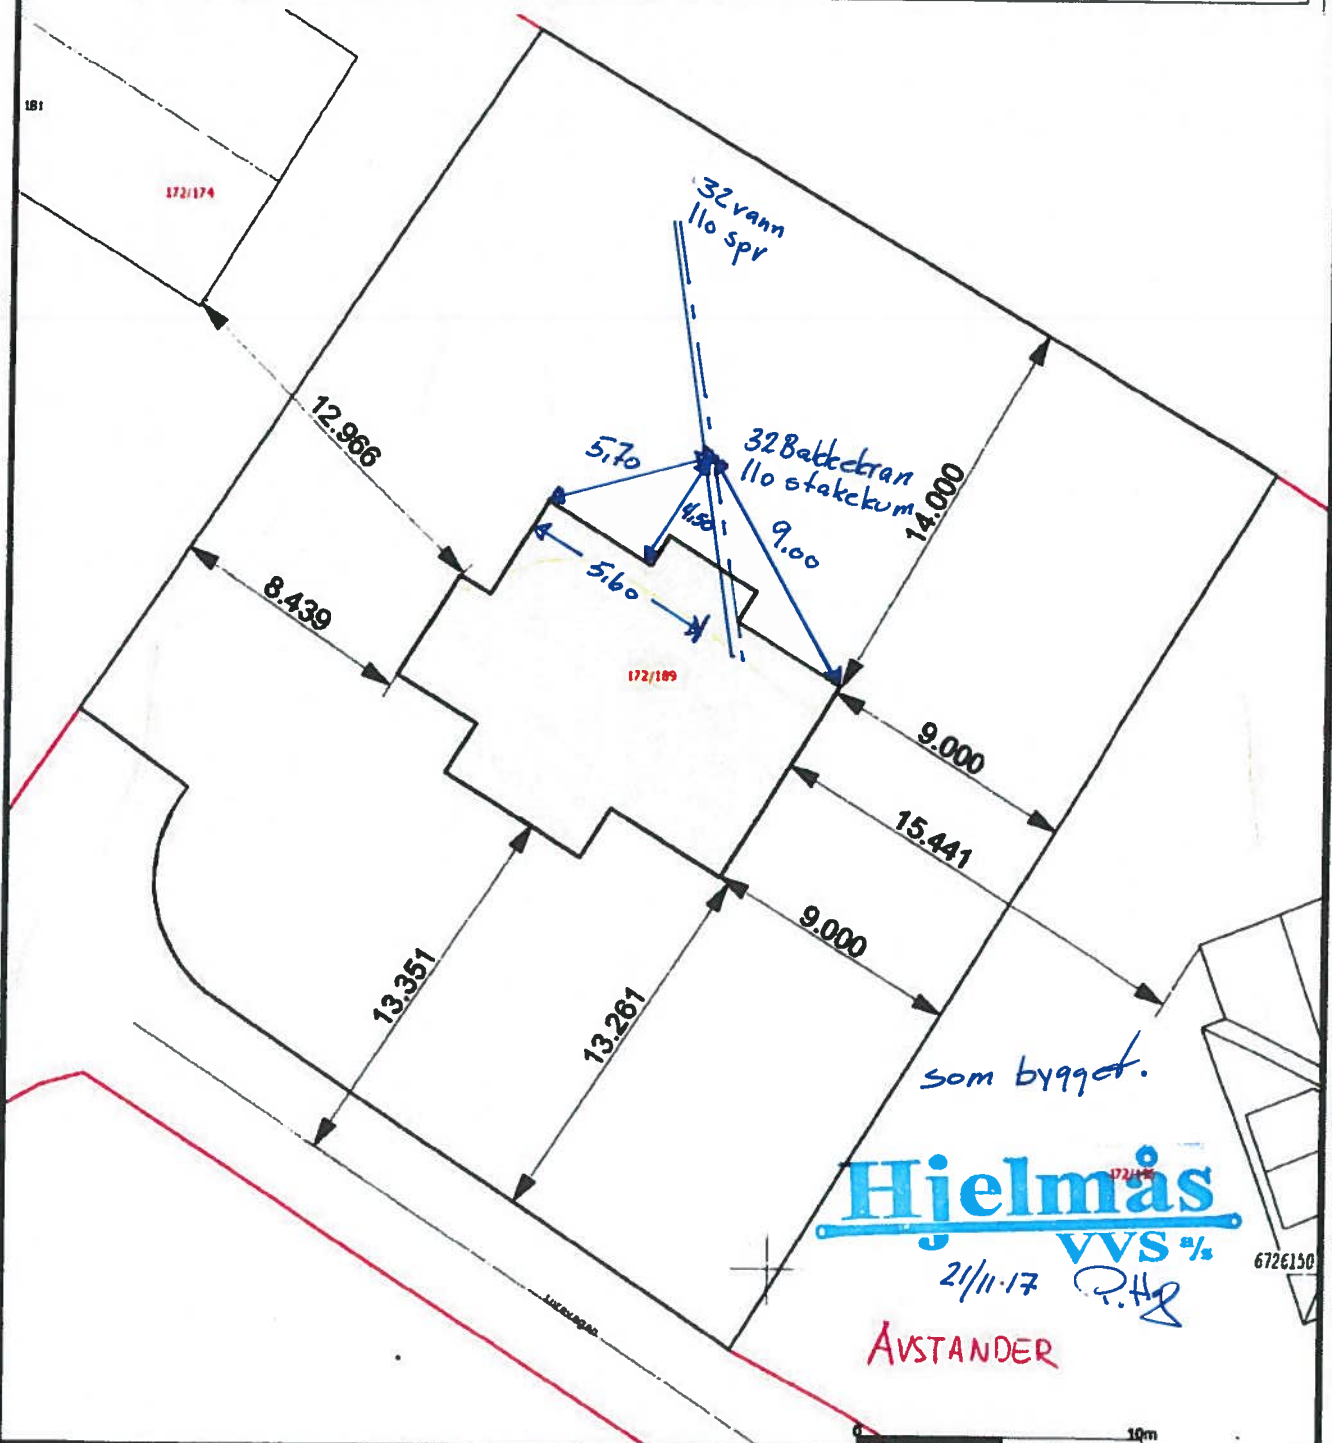 181
172/174
32 vann
110 spv
12.966
5,70
32 Bakkekran
110 stakekum
4,50
9.00
14.000
8.439
5,60
172/189
9.000
15.441
9.000
13.351
13.261
som bygget.
Hjelmås
VVS a/s
6726150
21/11-17
AVSTANDER
0
10m